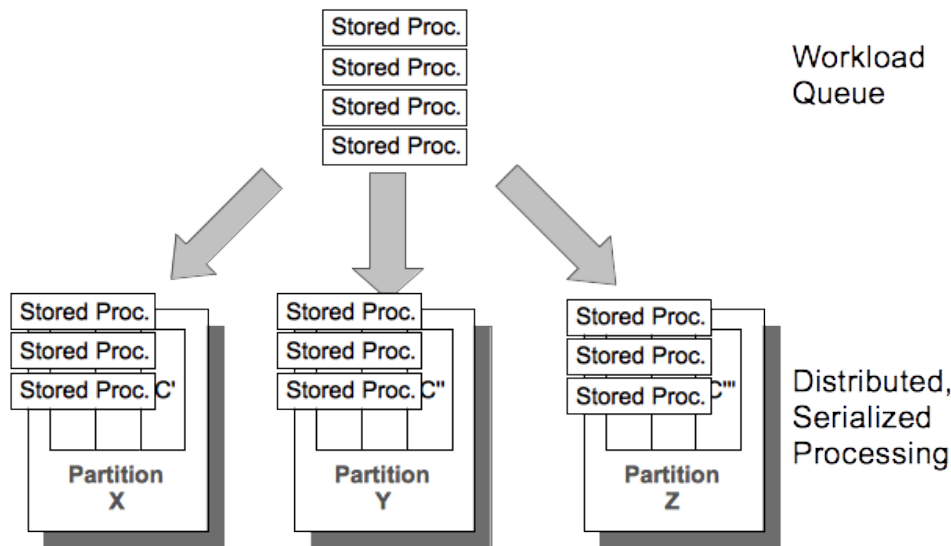 Stored Proc.
Stored Proc.
Stored Proc.
Stored Proc.
Workload
Queue
Stored Proc.
Stored Proc.
Stored Proc. C'
Partition
X
Stored Proc.
Stored Proc.
Stored Proc. C"
Partition
Y
Stored Proc.
Stored Proc.
Stored Proc. C"'
Partition
Z
Distributed,
Serialized
Processing